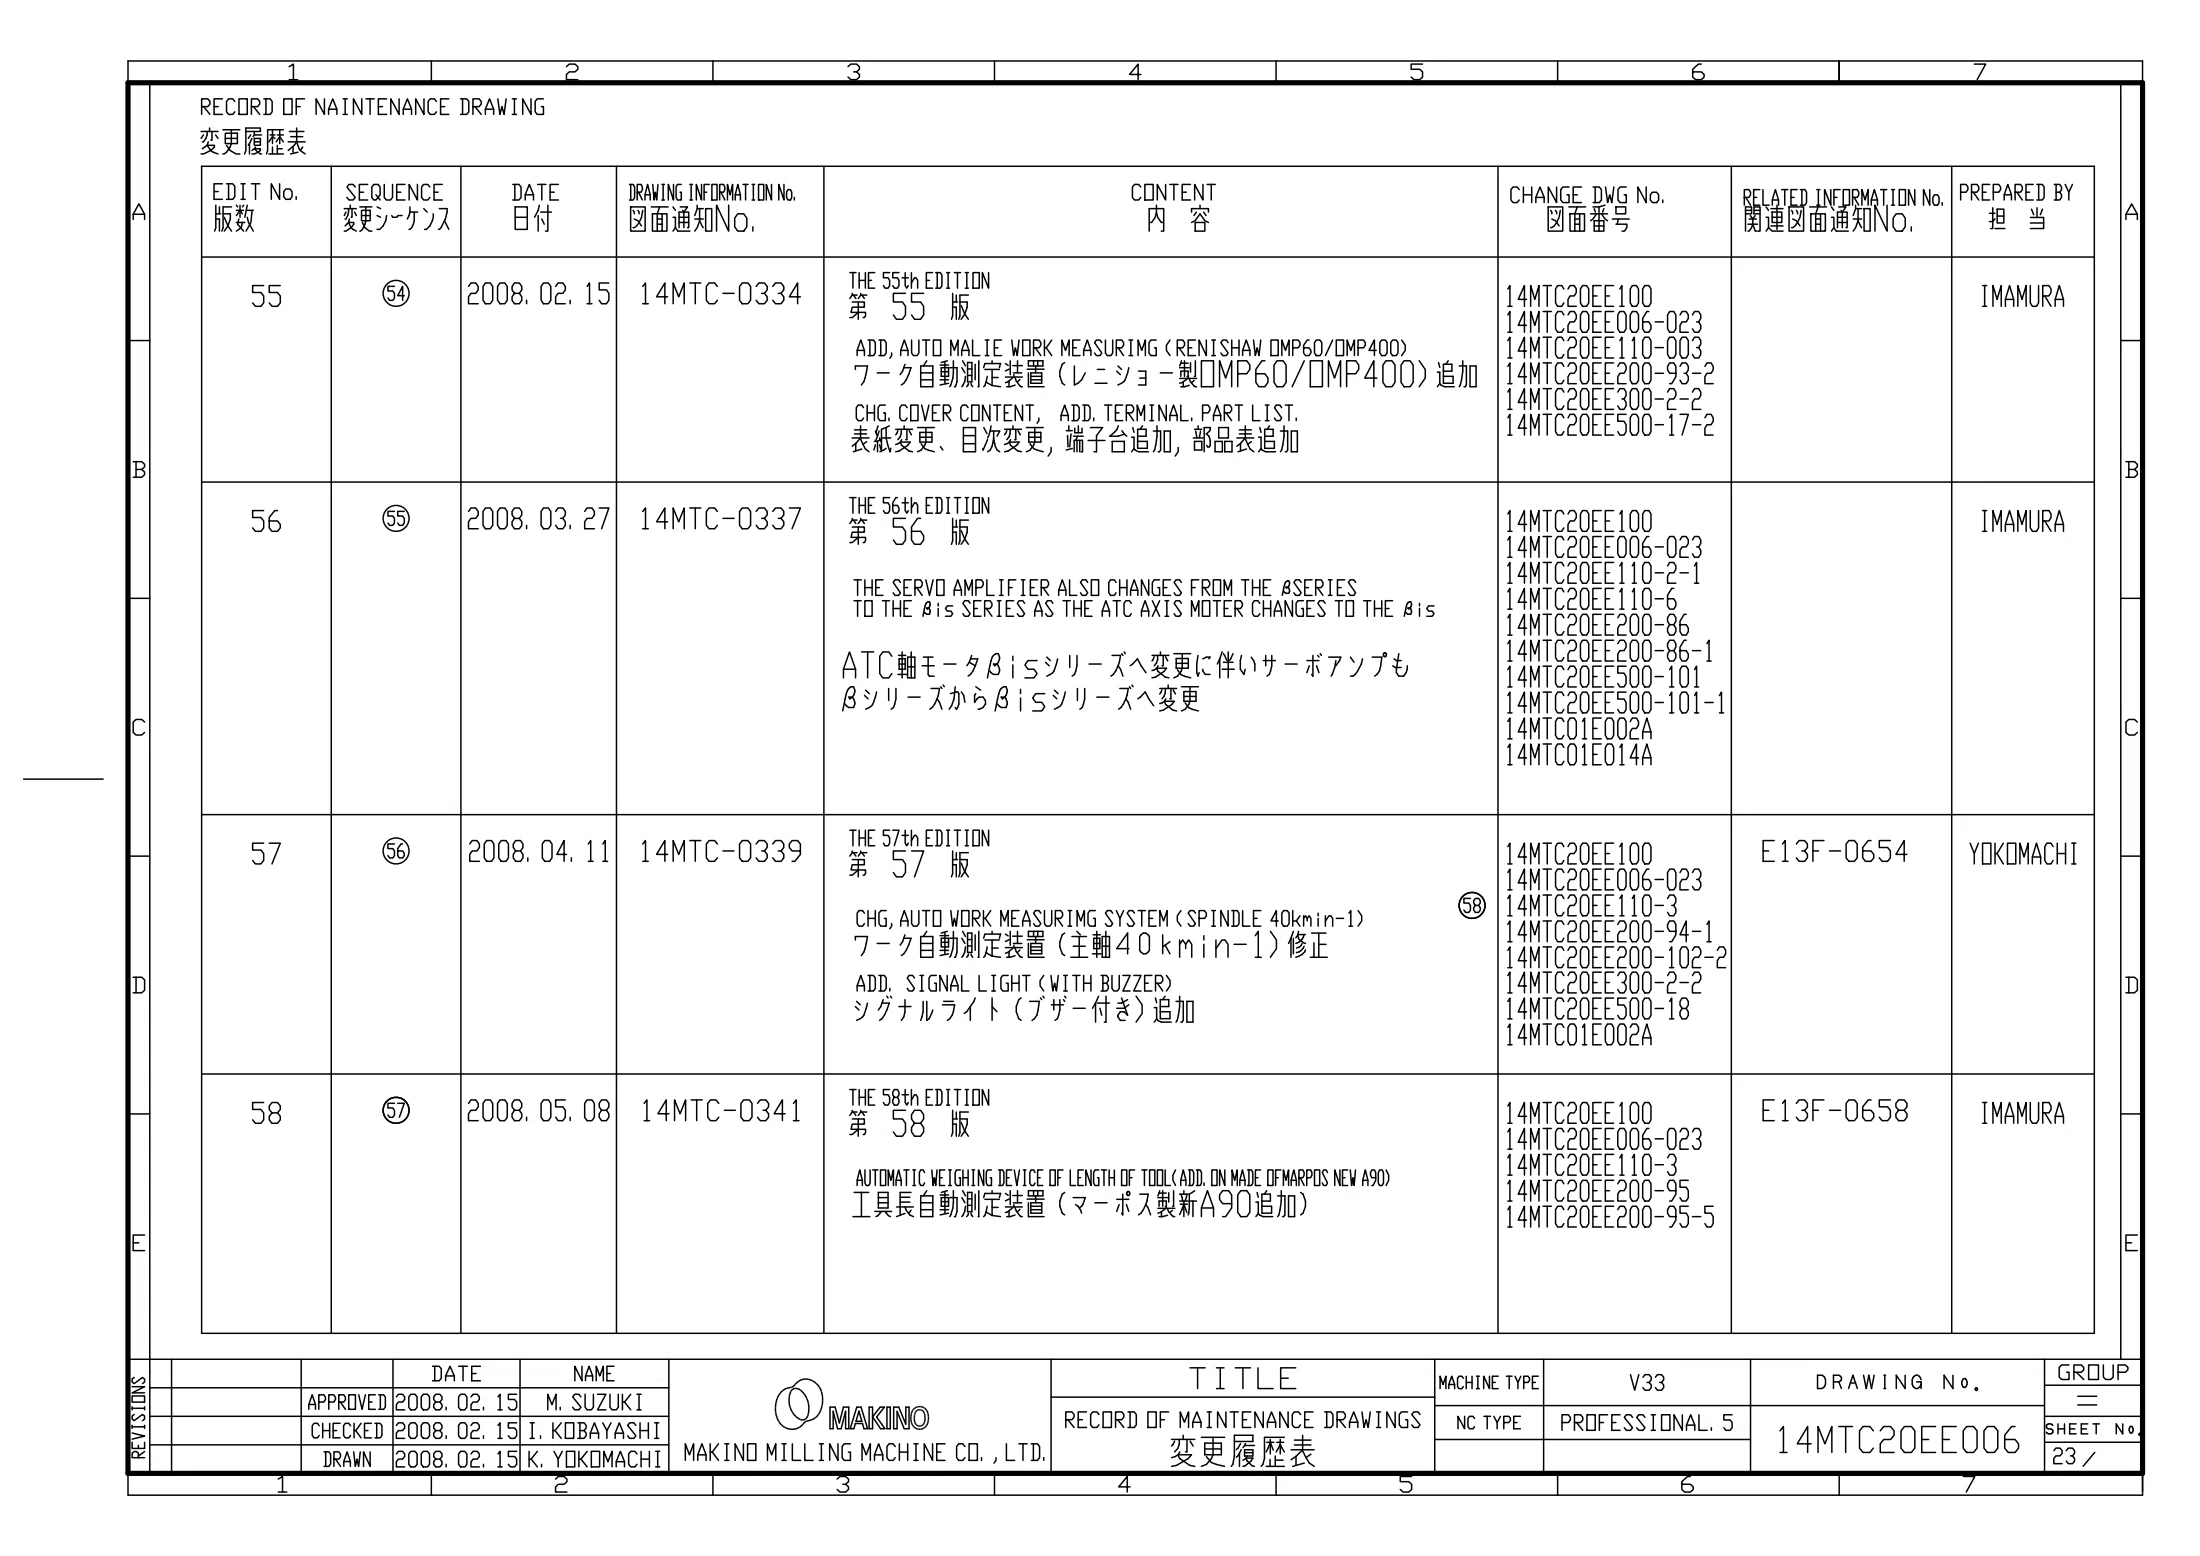 1 2 3 4 5 6 7
RECORD OF NAINTENANCE DRAWING
変更履歴表
EDIT No. SEQUENCE DATE DRAWING INFORMATION No. CONTENT CHANGE DWG No. RELATED INFORMATION No. PREPARED BY
版数 変更シーケンス 日付 図面通知No. 内 容 図面番号 関連図面通知No. 担 当
A A
55 54 2008.02.15 14MTC-0334
THE 55th EDITION
第 55 版
ADD, AUTO MALIE WORK MEASURIMG (RENISHAW OMP60/OMP400)
ワーク自動測定装置(レニショー製OMP60/OMP400)追加
CHG. COVER CONTENT, ADD. TERMINAL. PART LIST.
表紙変更、目次変更, 端子台追加, 部品表追加
14MTC20EE100
14MTC20EE006-023
14MTC20EE110-003
14MTC20EE200-93-2
14MTC20EE300-2-2
14MTC20EE500-17-2
IMAMURA
B B
56 55 2008.03.27 14MTC-0337
THE 56th EDITION
第 56 版
THE SERVO AMPLIFIER ALSO CHANGES FROM THE βSERIES
TO THE βis SERIES AS THE ATC AXIS MOTER CHANGES TO THE βis
ATC軸モータβisシリーズへ変更に伴いサーボアンプも
βシリーズからβisシリーズへ変更
14MTC20EE100
14MTC20EE006-023
14MTC20EE110-2-1
14MTC20EE110-6
14MTC20EE200-86
14MTC20EE200-86-1
14MTC20EE500-101
14MTC20EE500-101-1
14MTC01E002A
14MTC01E014A
IMAMURA
C C
57 56 2008.04.11 14MTC-0339
THE 57th EDITION
第 57 版
CHG, AUTO WORK MEASURIMG SYSTEM (SPINDLE 40kmin-1)
ワーク自動測定装置(主軸40kmin-1)修正
ADD. SIGNAL LIGHT (WITH BUZZER)
シグナルライト(ブザー付き)追加
58
14MTC20EE100
14MTC20EE006-023
14MTC20EE110-3
14MTC20EE200-94-1
14MTC20EE200-102-2
14MTC20EE300-2-2
14MTC20EE500-18
14MTC01E002A
E13F-0654 YOKOMACHI
D D
58 57 2008.05.08 14MTC-0341
THE 58th EDITION
第 58 版
AUTOMATIC WEIGHING DEVICE OF LENGTH OF TOOL(ADD. ON MADE OFMARPOS NEW A90)
工具長自動測定装置(マーポス製新A90追加)
14MTC20EE100
14MTC20EE006-023
14MTC20EE110-3
14MTC20EE200-95
14MTC20EE200-95-5
E13F-0658 IMAMURA
E E
REVISIONS
DATE NAME
APPROVED 2008.02.15 M. SUZUKI
CHECKED 2008.02.15 I. KOBAYASHI
DRAWN 2008.02.15 K. YOKOMACHI
MAKINO
MAKINO MILLING MACHINE CO., LTD.
TITLE
RECORD OF MAINTENANCE DRAWINGS
変更履歴表
MACHINE TYPE V33
NC TYPE PROFESSIONAL.5
DRAWING No.
14MTC20EE006
GROUP
=
SHEET No.
23/
1 2 3 4 5 6 7